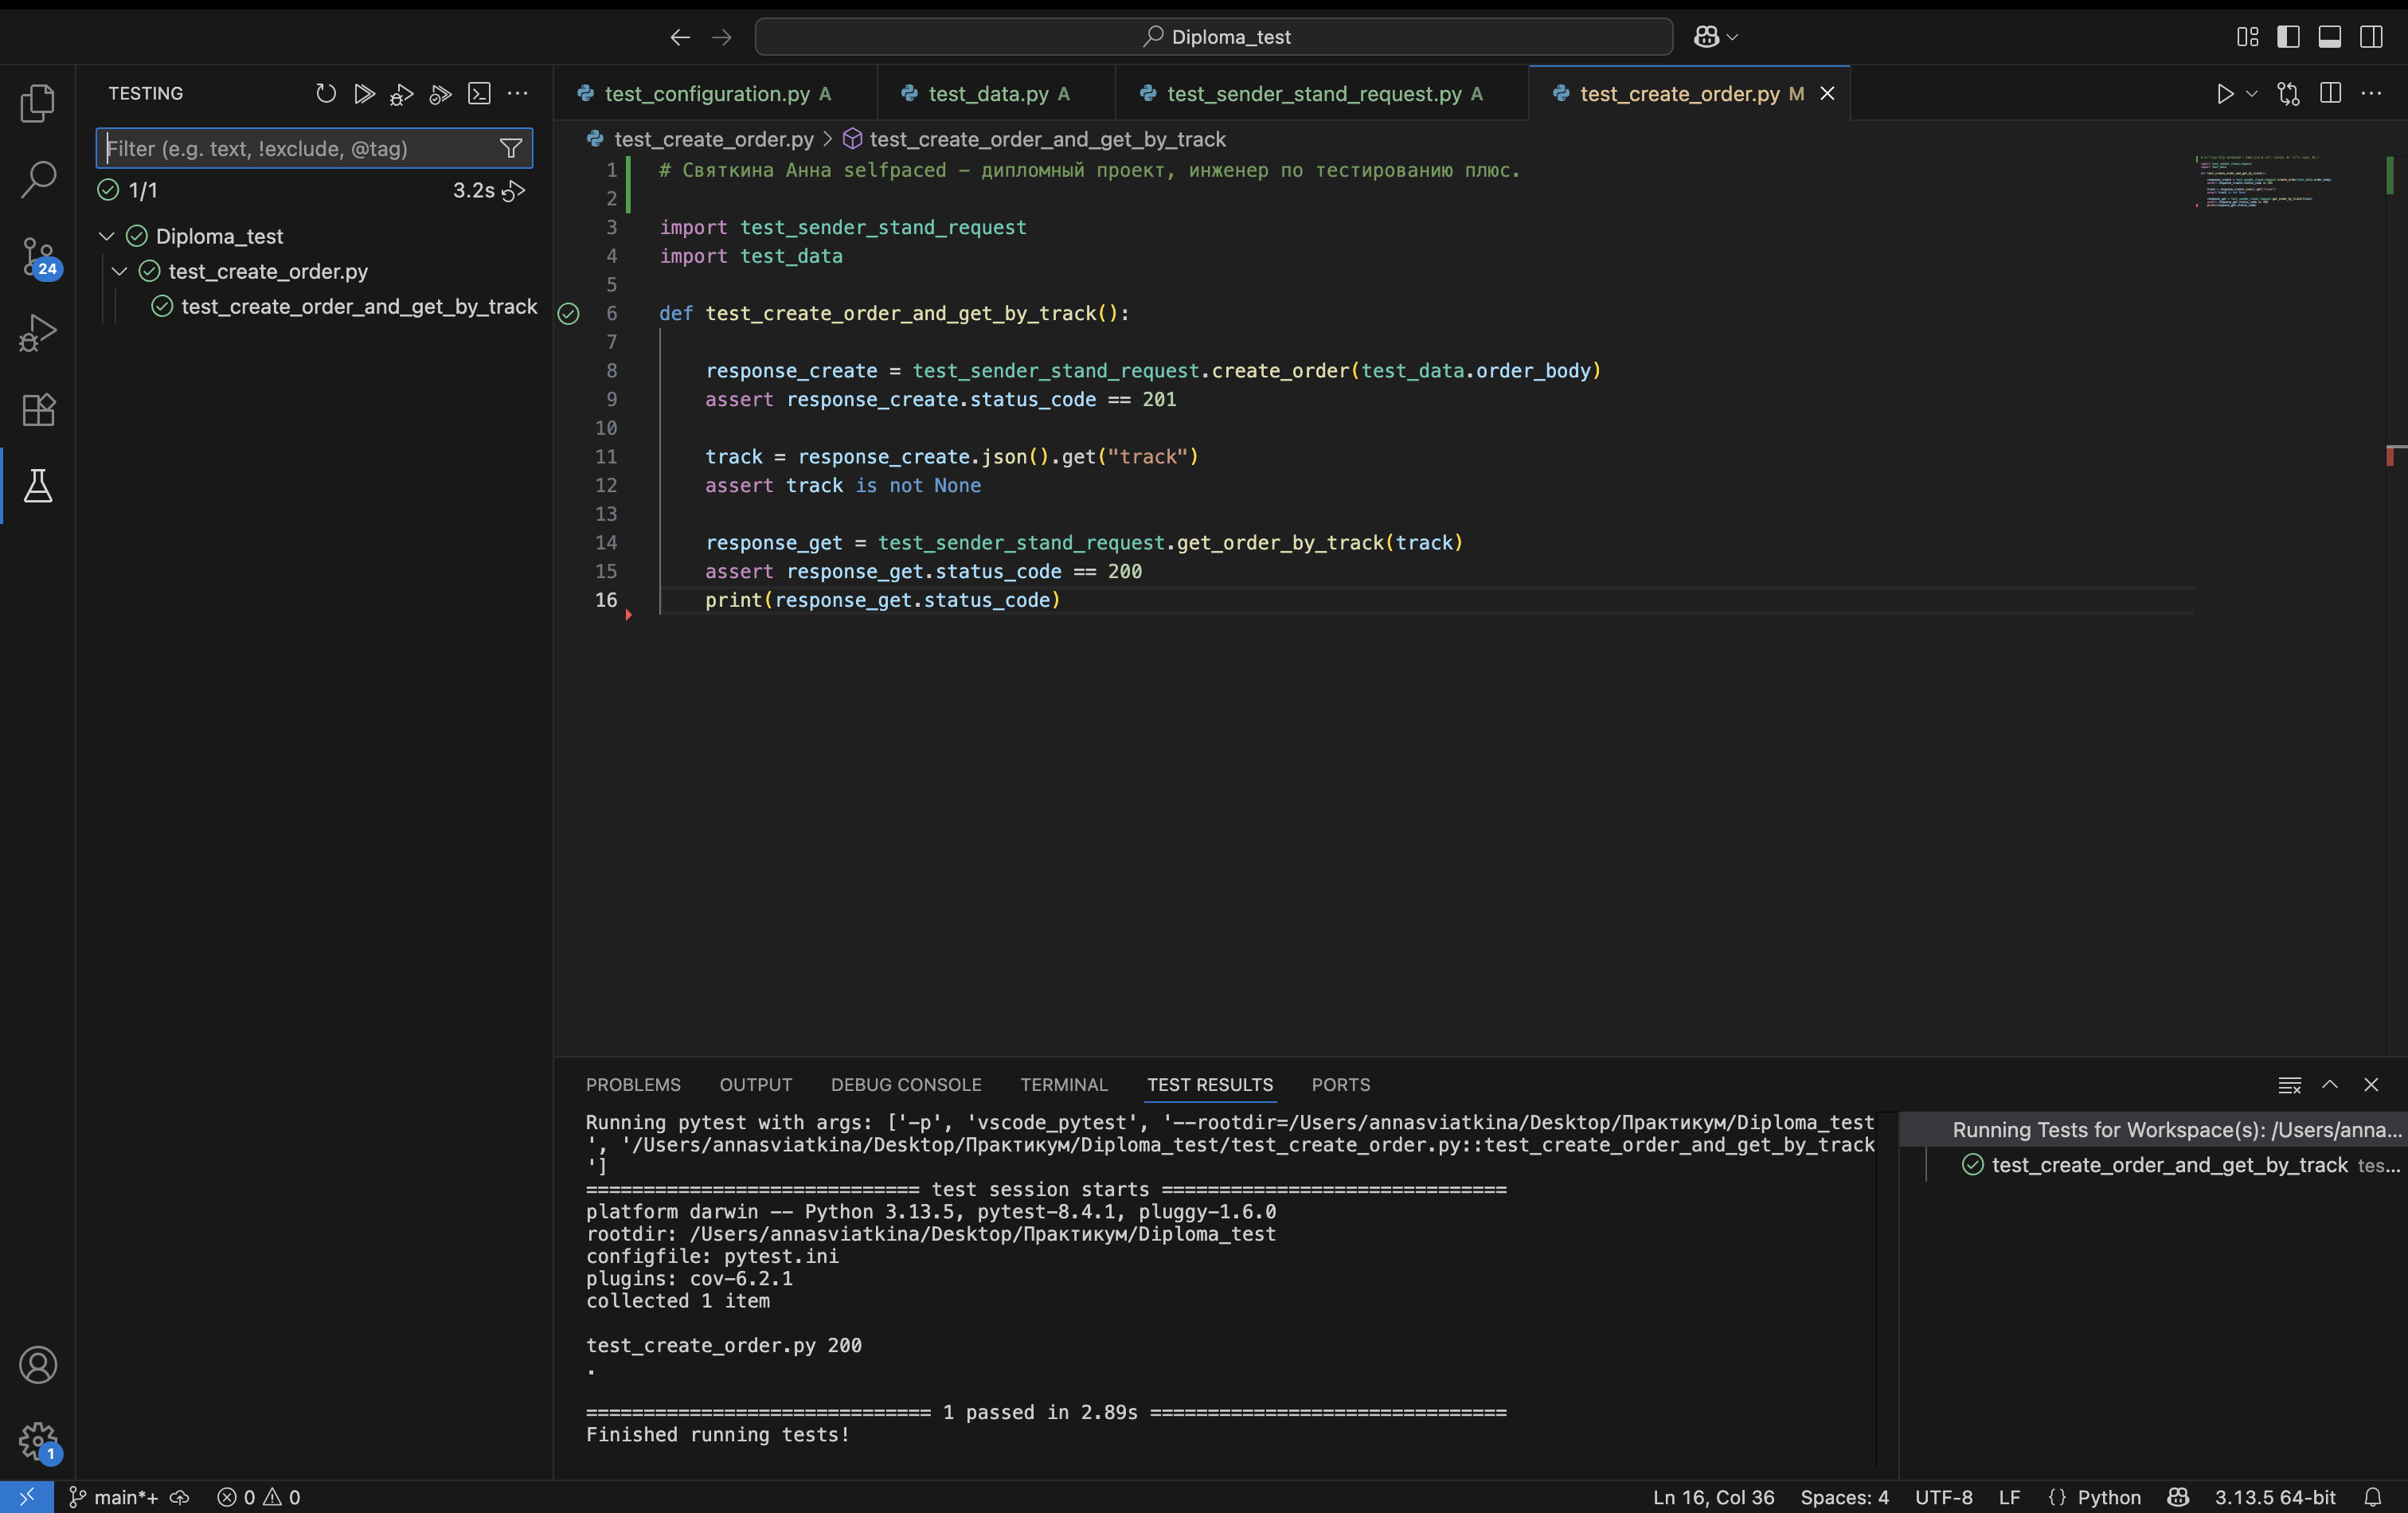 Diploma_test
TESTING
Filter (e.g. text, !exclude, @tag)
1/1
3.2s
Diploma_test
test_create_order.py
test_create_order_and_get_by_track
24
1
test_configuration.py A
test_data.py A
test_sender_stand_request.py A
test_create_order.py M
test_create_order.py > test_create_order_and_get_by_track
1 # Святкина Анна selfpaced – дипломный проект, инженер по тестированию плюс.
2
3 import test_sender_stand_request
4 import test_data
5
6 def test_create_order_and_get_by_track():
7
8 response_create = test_sender_stand_request.create_order(test_data.order_body)
9 assert response_create.status_code == 201
10
11 track = response_create.json().get("track")
12 assert track is not None
13
14 response_get = test_sender_stand_request.get_order_by_track(track)
15 assert response_get.status_code == 200
16 print(response_get.status_code)
PROBLEMS OUTPUT DEBUG CONSOLE TERMINAL TEST RESULTS PORTS
Running pytest with args: ['-p', 'vscode_pytest', '--rootdir=/Users/annasviatkina/Desktop/Практикум/Diploma_test
', '/Users/annasviatkina/Desktop/Практикум/Diploma_test/test_create_order.py::test_create_order_and_get_by_track
']
============================= test session starts ==============================
platform darwin -- Python 3.13.5, pytest-8.4.1, pluggy-1.6.0
rootdir: /Users/annasviatkina/Desktop/Практикум/Diploma_test
configfile: pytest.ini
plugins: cov-6.2.1
collected 1 item
test_create_order.py 200
.
============================== 1 passed in 2.89s ===============================
Finished running tests!
Running Tests for Workspace(s): /Users/anna...
test_create_order_and_get_by_track tes...
main*+
0 0
Ln 16, Col 36 Spaces: 4 UTF-8 LF {} Python 3.13.5 64-bit